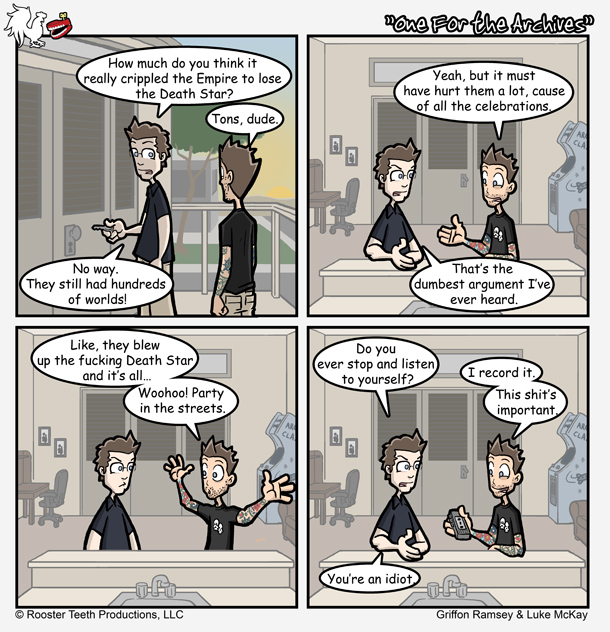 "One For the Archives"
How much do you think it
really crippled the Empire to lose
the Death Star?
Tons, dude.
No way.
They still had hundreds
of worlds!
Yeah, but it must
have hurt them a lot, cause
of all the celebrations.
That's the
dumbest argument I've
ever heard.
Like, they blew
up the fucking Death Star
and it's all...
Woohoo! Party
in the streets.
Do you
ever stop and listen
to yourself?
I record it.
This shit's
important.
You're an idiot.
© Rooster Teeth Productions, LLC
Griffon Ramsey & Luke McKay